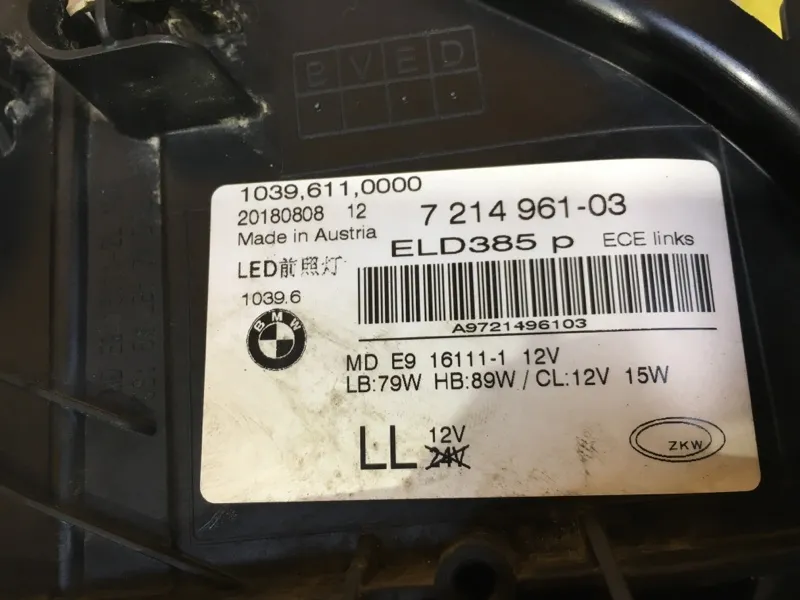 BVED
1039,611,0000
20180808 12
7 214 961-03
Made in Austria
ELD385 p
ECE links
LED前照灯
1039.6
BMW
A9721496103
MD E9 16111-1 12V
LB:79W HB:89W / CL:12V 15W
LL
12V
24V
ZKW